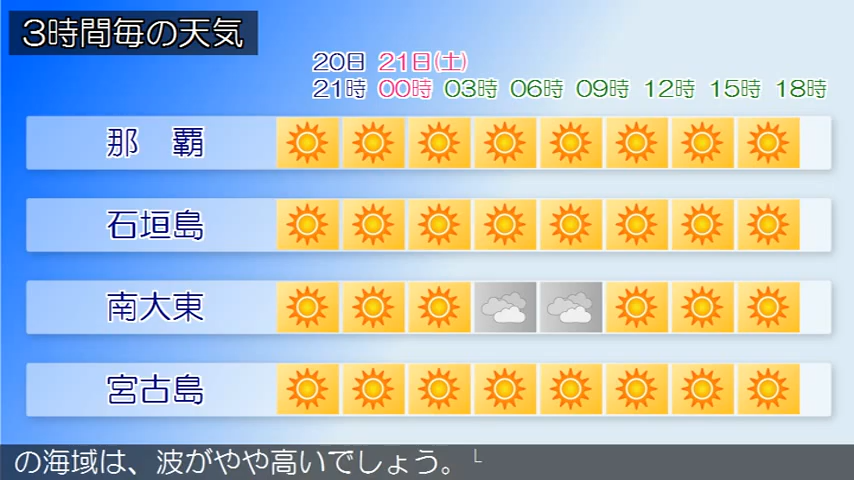 3時間毎の天気
20日 21日(土)
21時 00時 03時 06時 09時 12時 15時 18時
那 覇
石垣島
南大東
宮古島
の海域は、波がやや高いでしょう。